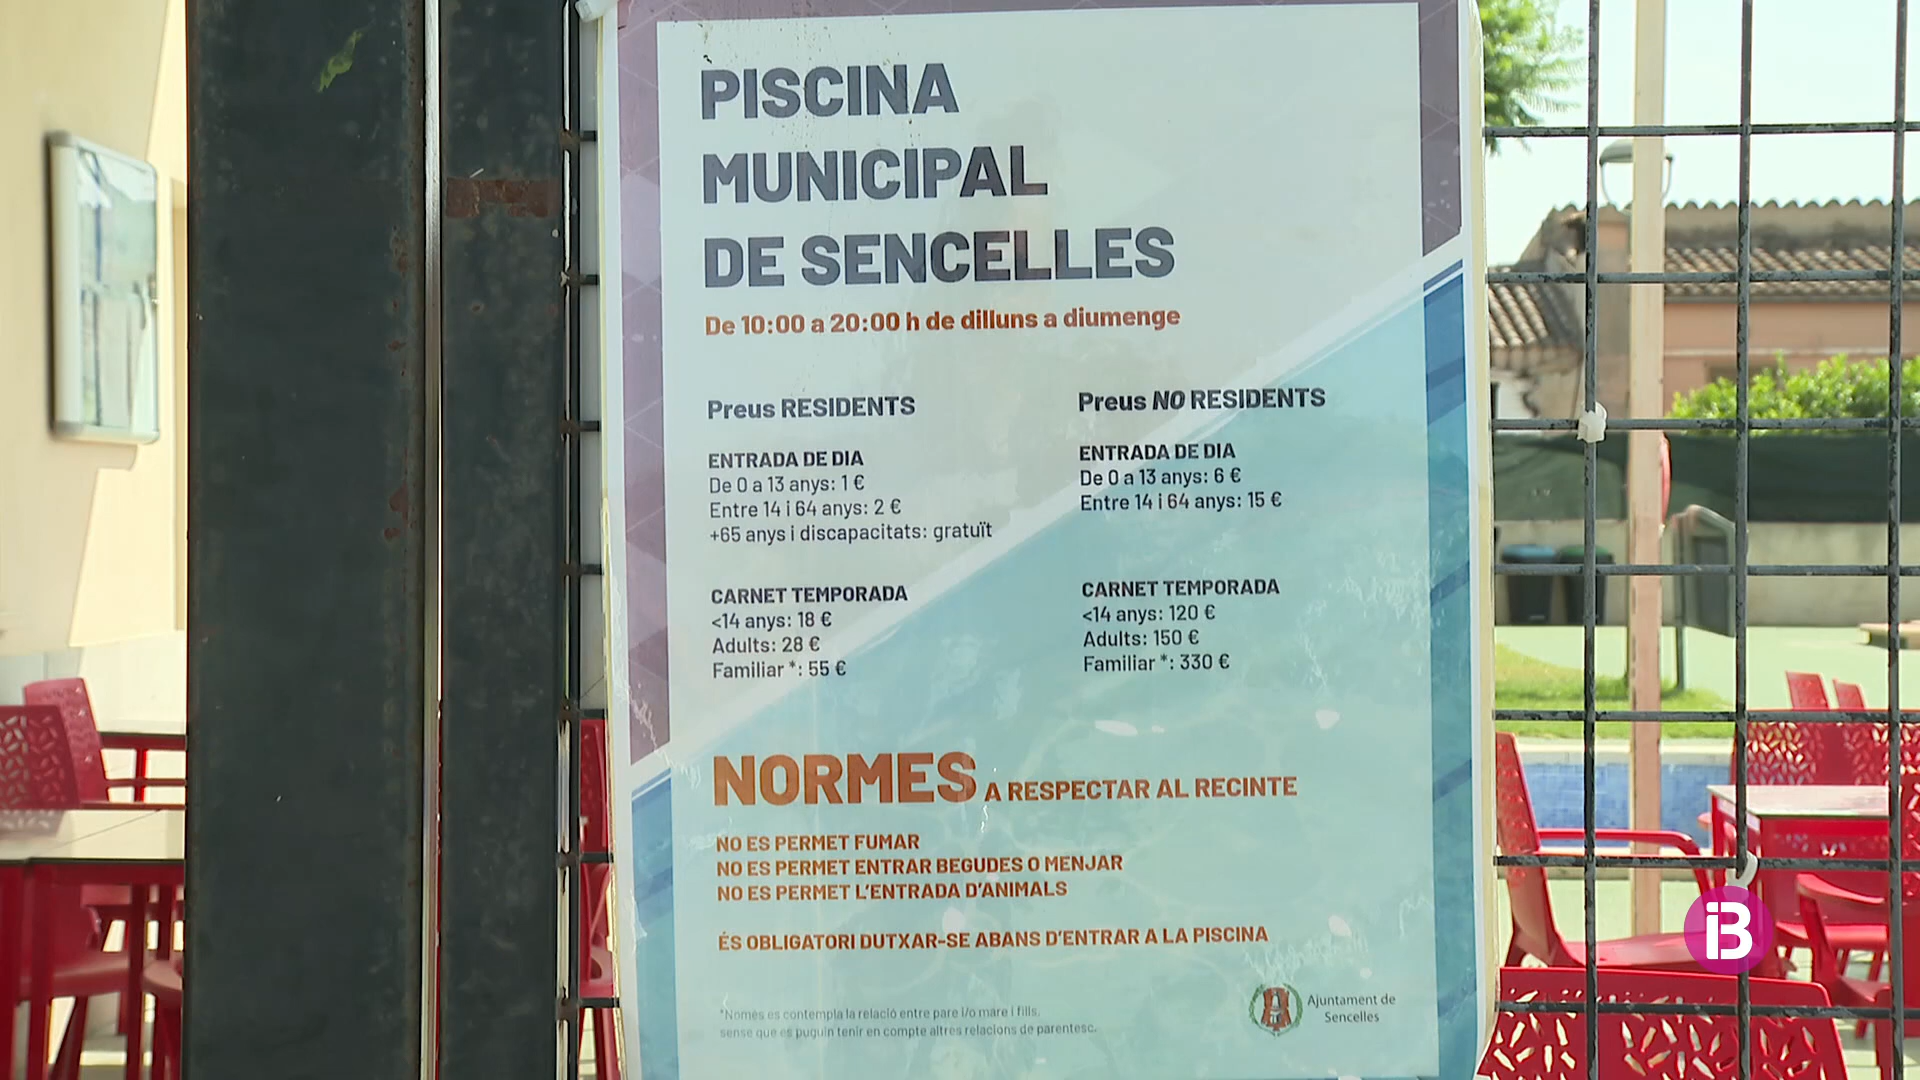 PISCINA
MUNICIPAL
DE SENCELLES
De 10:00 a 20:00 h de dilluns a diumenge
Preus RESIDENTS
ENTRADA DE DIA
De 0 a 13 anys: 1 €
Entre 14 i 64 anys: 2 €
+65 anys i discapacitats: gratuït
CARNET TEMPORADA
<14 anys: 18 €
Adults: 28 €
Familiar *: 55 €
Preus NO RESIDENTS
ENTRADA DE DIA
De 0 a 13 anys: 6 €
Entre 14 i 64 anys: 15 €
CARNET TEMPORADA
<14 anys: 120 €
Adults: 150 €
Familiar *: 330 €
NORMES A RESPECTAR AL RECINTE
NO ES PERMET FUMAR
NO ES PERMET ENTRAR BEGUDES O MENJAR
NO ES PERMET L'ENTRADA D'ANIMALS
ÉS OBLIGATORI DUTXAR-SE ABANS D'ENTRAR A LA PISCINA
*Només es contempla la relació entre pare i/o mare i fills,
sense que es puguin tenir en compte altres relacions de parentesc.
Ajuntament de
Sencelles
IB